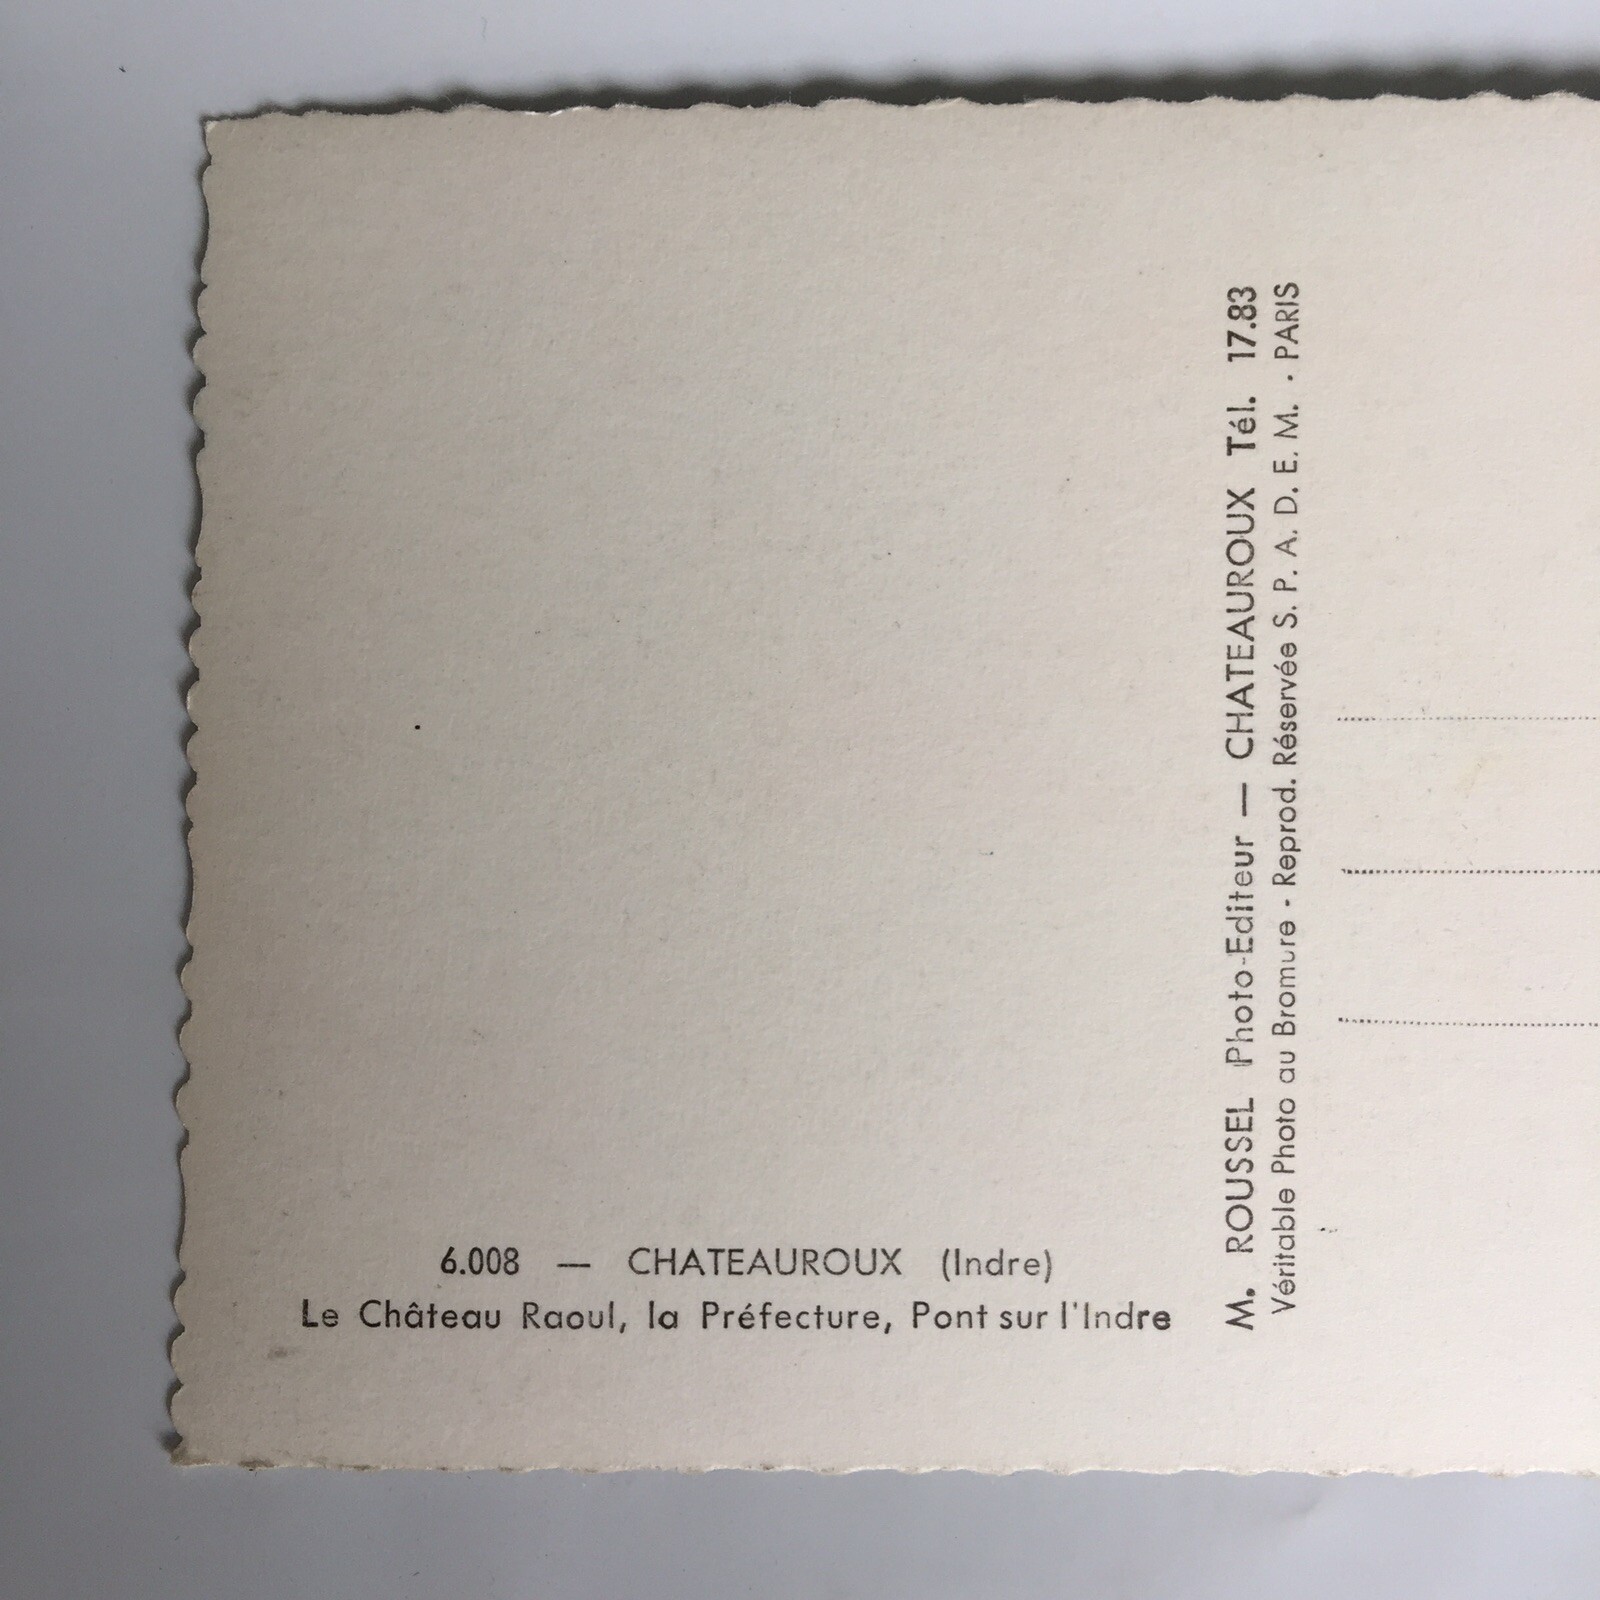 6.008 — CHATEAUROUX (Indre)
Le Château Raoul, la Préfecture, Pont sur l'Indre
M. ROUSSEL Photo-Editeur — CHATEAUROUX Tél. 17.83
Véritable Photo au Bromure - Reprod. Réservée S. P. A. D. E. M. - PARIS